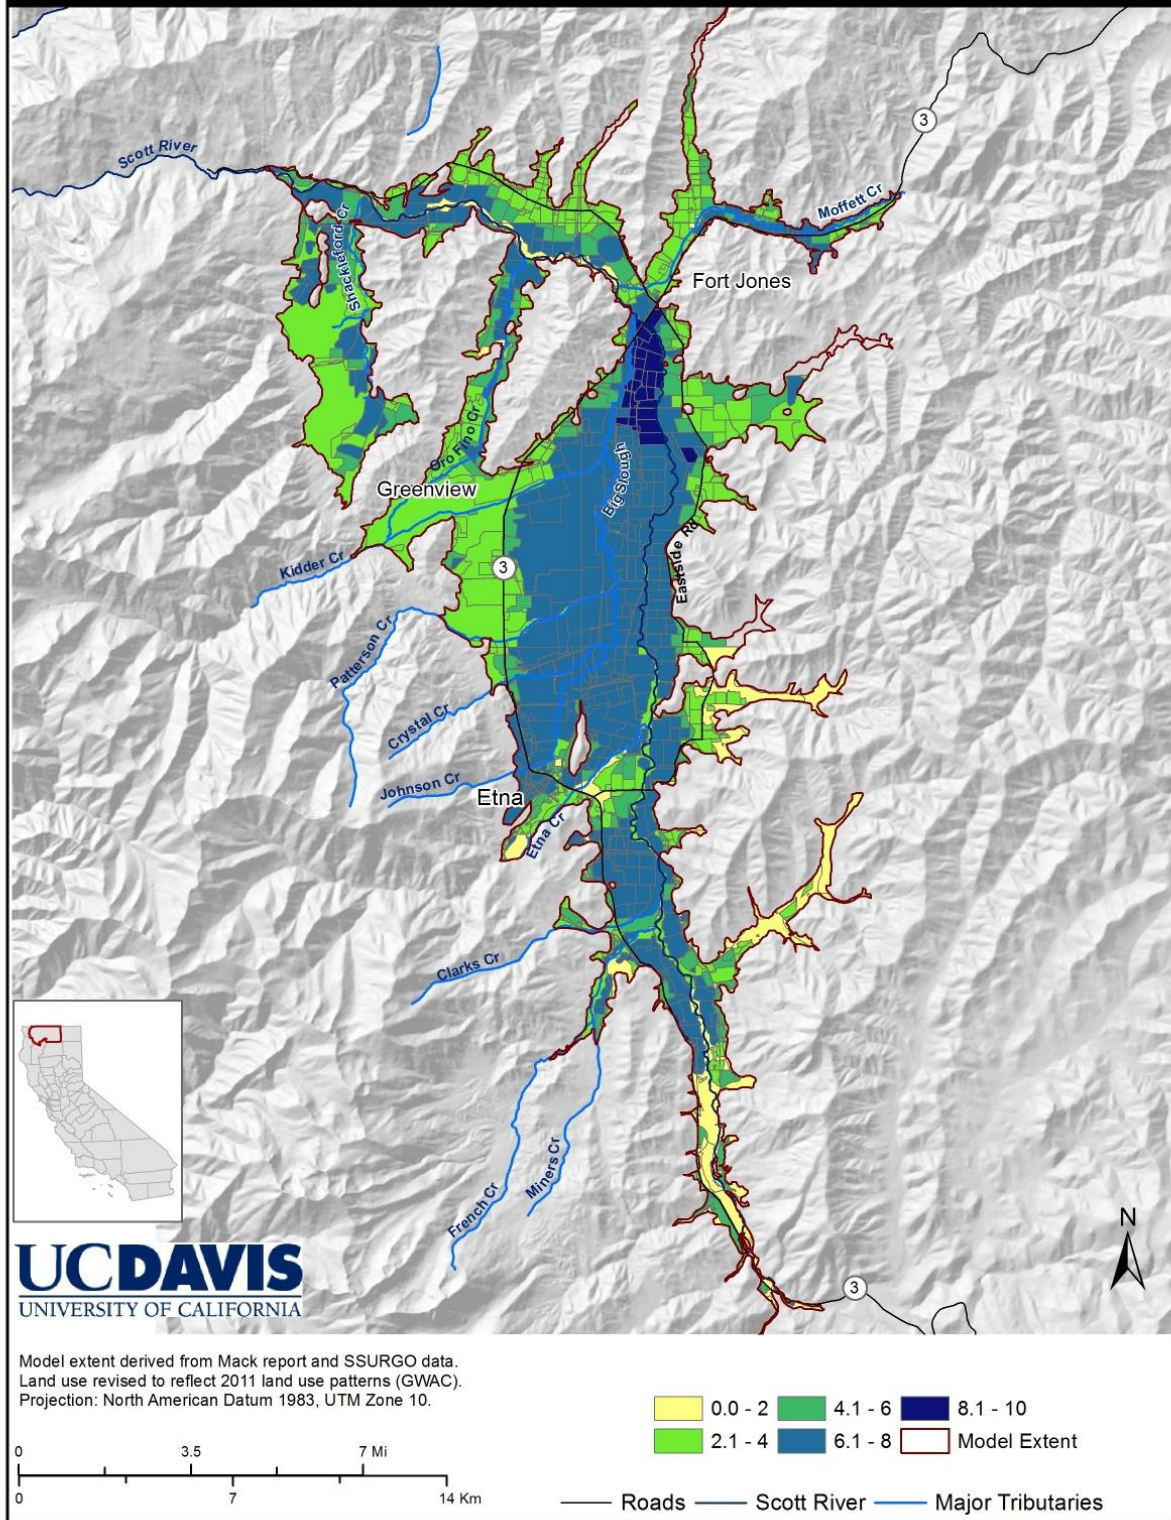 3
Scott River
Moffett Cr
Shackleford Cr
Fort Jones
Oro Fino Cr
Greenview
Big Slough
Eastside Rd
3
Kidder Cr
Patterson Cr
Crystal Cr
Johnson Cr
Etna
Etna Cr
Clarks Cr
French Cr
Miners Cr
N
3
UCDAVIS
UNIVERSITY OF CALIFORNIA
Model extent derived from Mack report and SSURGO data.
Land use revised to reflect 2011 land use patterns (GWAC).
Projection: North American Datum 1983, UTM Zone 10.
0.0 - 2
4.1 - 6
8.1 - 10
2.1 - 4
6.1 - 8
Model Extent
0 3.5 7 Mi
0 7 14 Km
Roads
Scott River
Major Tributaries